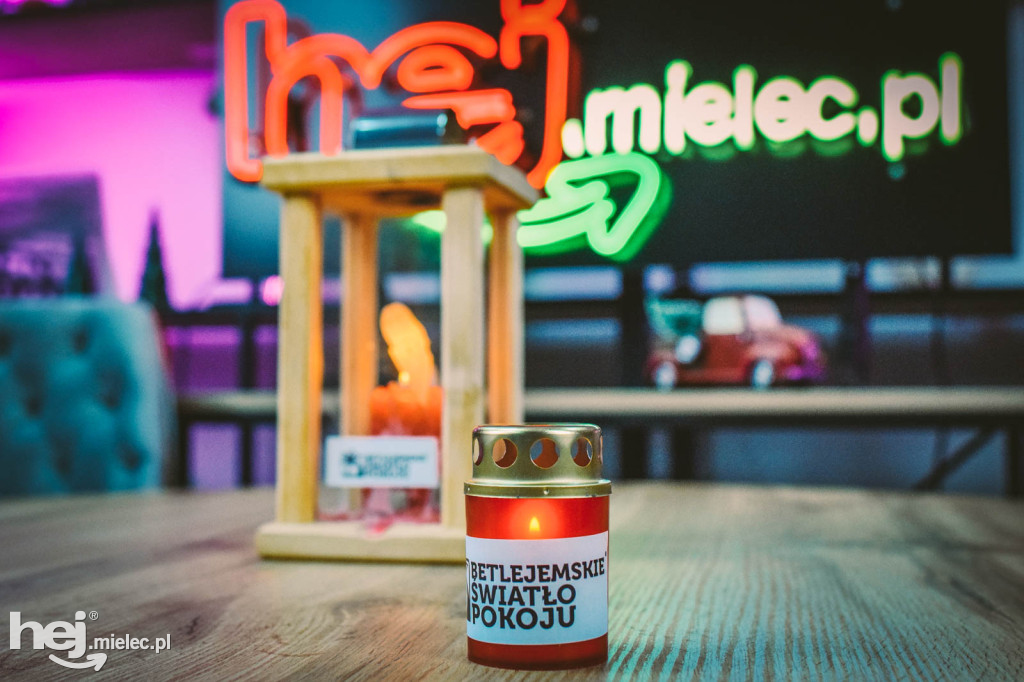 hej
.mielec.pl
BETLEJEMSKIE
ŚWIATŁO
POKOJU
hej®
.mielec.pl